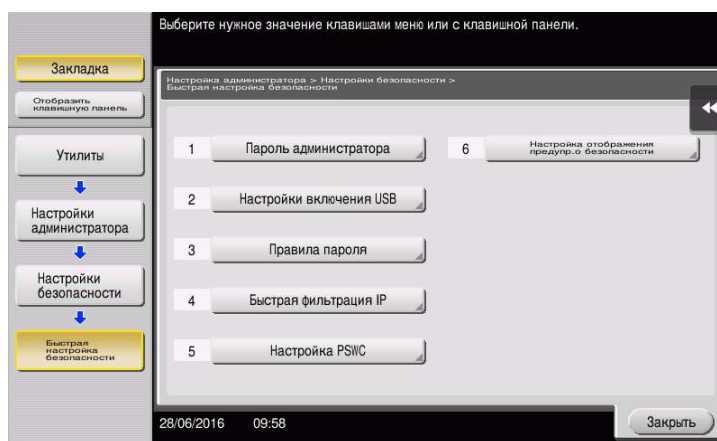 Выберите нужное значение клавишами меню или с клавишной панели.
Закладка
Отобразить
клавишную панель
Утилиты
Настройки
администратора
Настройки
безопасности
Быстрая
настройка
безопасности
Настройка администратора > Настройки безопасности >
Быстрая настройка безопасности
1 Пароль администратора
2 Настройки включения USB
3 Правила пароля
4 Быстрая фильтрация IP
5 Настройка PSWC
6 Настройка отображения
предупр.о безопасности
28/06/2016 09:58
Закрыть